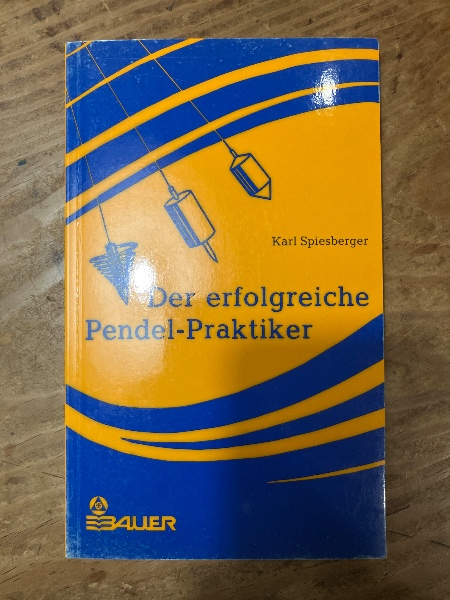 Karl Spiesberger
Der erfolgreiche
Pendel-Praktiker
BAUER